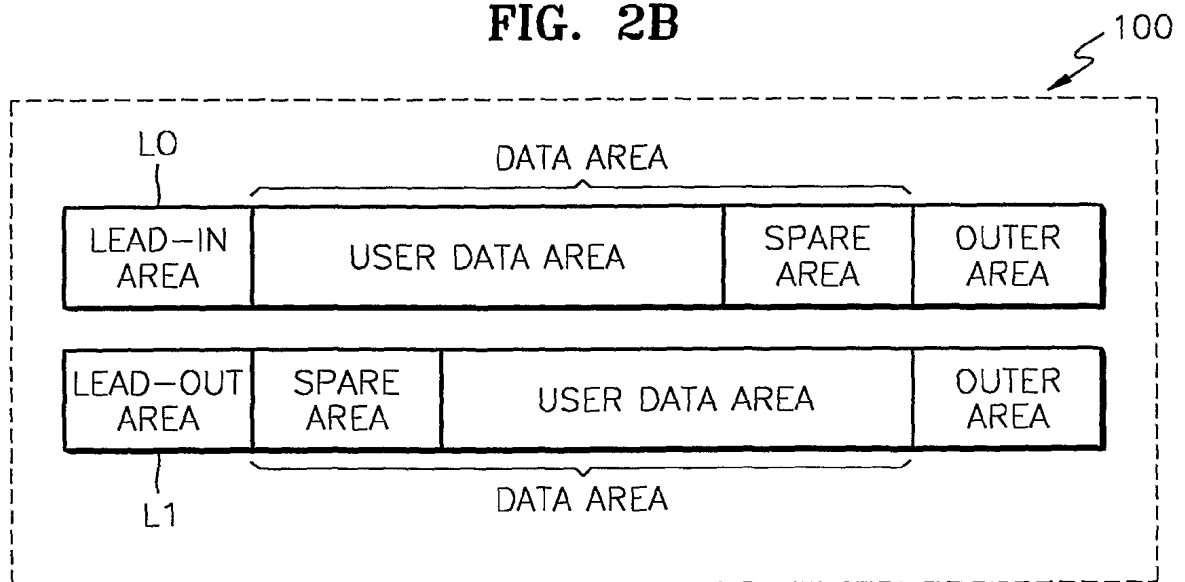 FIG. 2B
100
L0
DATA AREA
LEAD-IN
AREA
USER DATA AREA
SPARE
AREA
OUTER
AREA
LEAD-OUT
AREA
SPARE
AREA
USER DATA AREA
OUTER
AREA
L1
DATA AREA